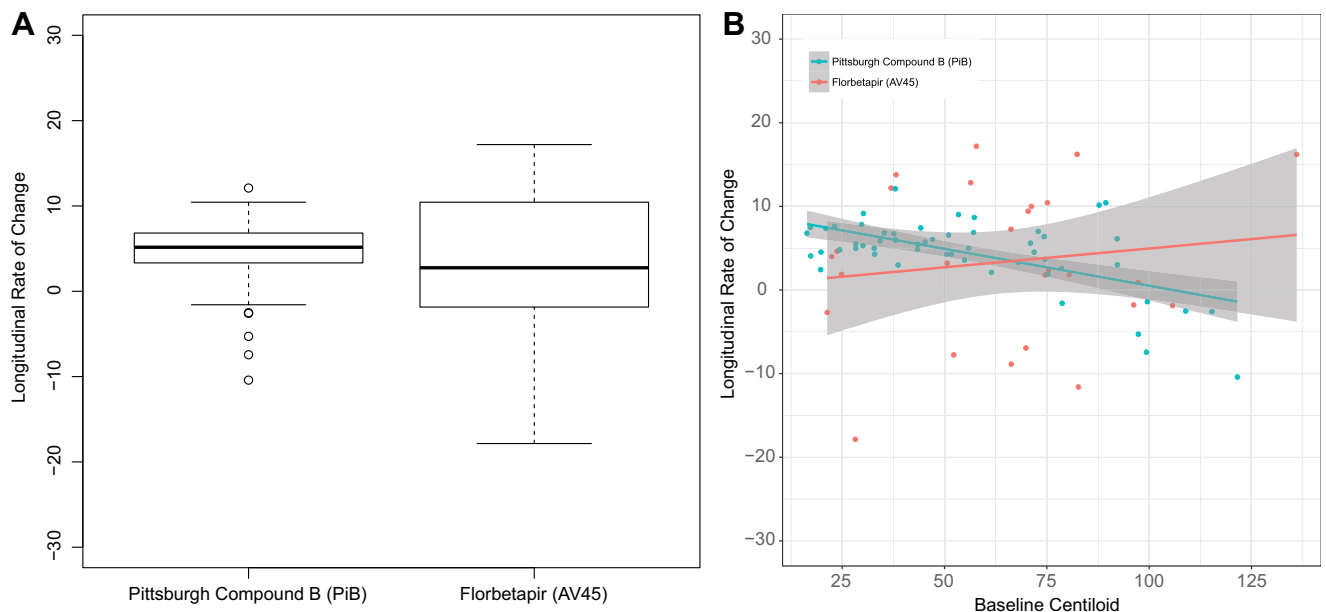 A
Longitudinal Rate of Change
30
20
10
0
−10
−20
−30
Pittsburgh Compound B (PiB)
Florbetapir (AV45)
B
Longitudinal Rate of Change
30
20
10
0
−10
−20
−30
Pittsburgh Compound B (PiB)
Florbetapir (AV45)
25
50
75
100
125
Baseline Centiloid